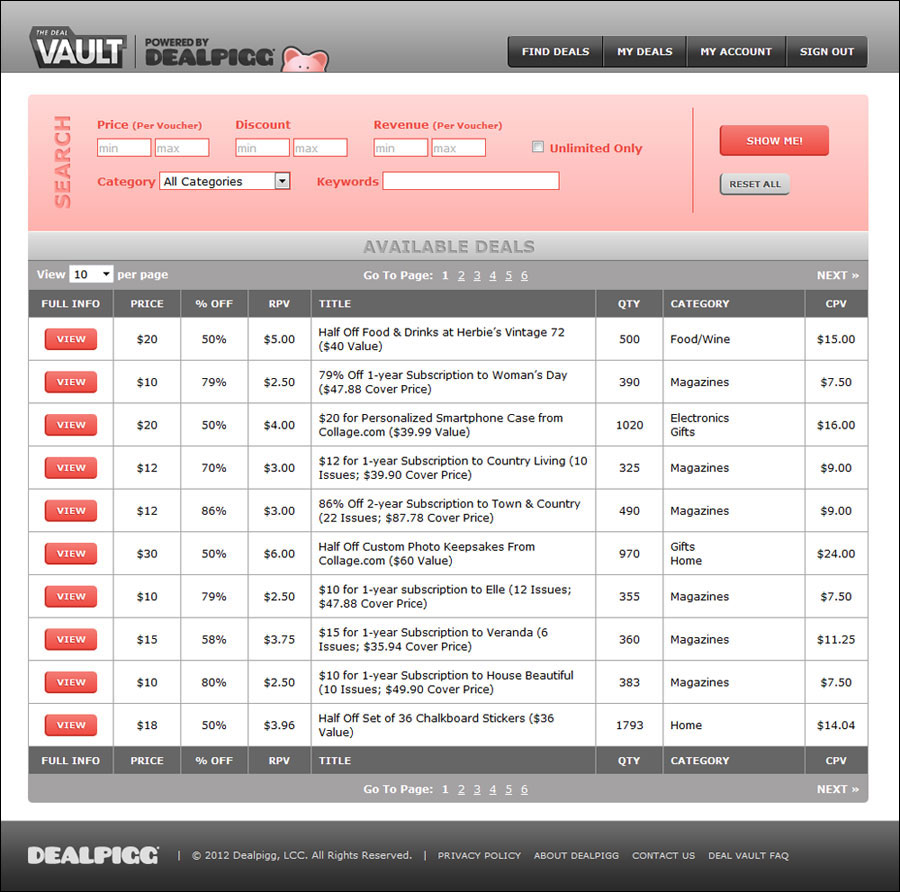 THE DEAL
VAULT
POWERED BY
DEALPIGG
FIND DEALS MY DEALS MY ACCOUNT SIGN OUT
SEARCH
Price (Per Voucher) Discount Revenue (Per Voucher)
min max min max min max Unlimited Only
SHOW ME!
Category All Categories Keywords
RESET ALL
AVAILABLE DEALS
View 10 per page Go To Page: 1 2 3 4 5 6 NEXT »
FULL INFO PRICE % OFF RPV TITLE QTY CATEGORY CPV
VIEW $20 50% $5.00 Half Off Food & Drinks at Herbie's Vintage 72
($40 Value) 500 Food/Wine $15.00
VIEW $10 79% $2.50 79% Off 1-year Subscription to Woman's Day
($47.88 Cover Price) 390 Magazines $7.50
VIEW $20 50% $4.00 $20 for Personalized Smartphone Case from
Collage.com ($39.99 Value) 1020 Electronics
Gifts $16.00
VIEW $12 70% $3.00 $12 for 1-year Subscription to Country Living (10
Issues; $39.90 Cover Price) 325 Magazines $9.00
VIEW $12 86% $3.00 86% Off 2-year Subscription to Town & Country
(22 Issues; $87.78 Cover Price) 490 Magazines $9.00
VIEW $30 50% $6.00 Half Off Custom Photo Keepsakes From
Collage.com ($60 Value) 970 Gifts
Home $24.00
VIEW $10 79% $2.50 $10 for 1-year subscription to Elle (12 Issues;
$47.88 Cover Price) 355 Magazines $7.50
VIEW $15 58% $3.75 $15 for 1-year Subscription to Veranda (6
Issues; $35.94 Cover Price) 360 Magazines $11.25
VIEW $10 80% $2.50 $10 for 1-year Subscription to House Beautiful
(10 Issues; $49.90 Cover Price) 383 Magazines $7.50
VIEW $18 50% $3.96 Half Off Set of 36 Chalkboard Stickers ($36
Value) 1793 Home $14.04
FULL INFO PRICE % OFF RPV TITLE QTY CATEGORY CPV
Go To Page: 1 2 3 4 5 6 NEXT »
DEALPIGG | © 2012 Dealpigg, LCC. All Rights Reserved. | PRIVACY POLICY ABOUT DEALPIGG CONTACT US DEAL VAULT FAQ